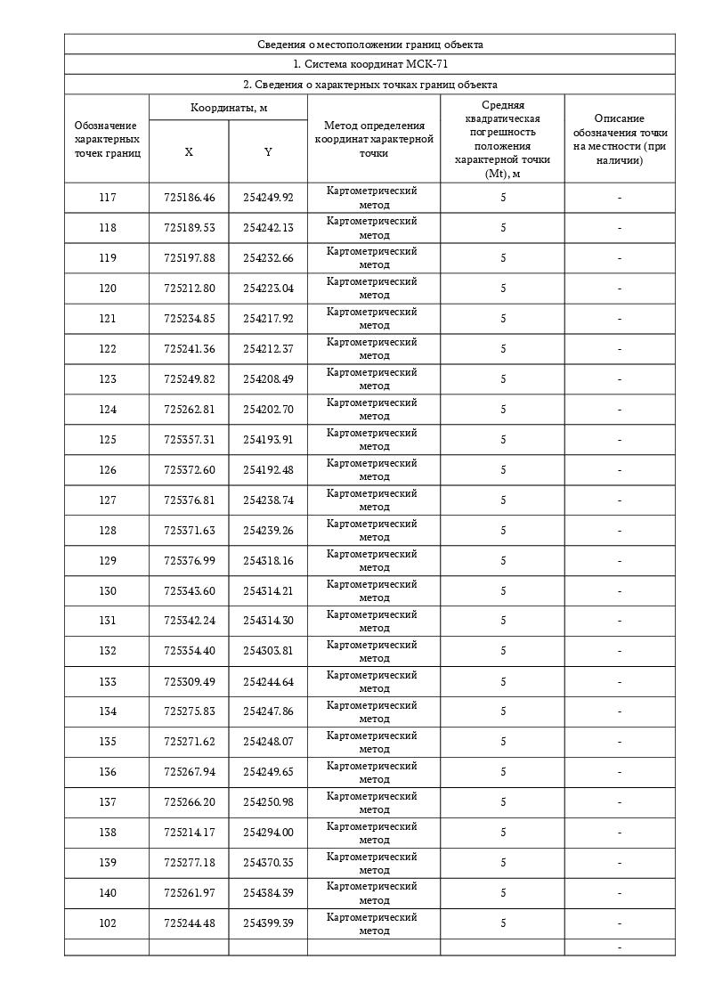 Сведения о местоположении границ объекта
1. Система координат МСК-71
2. Сведения о характерных точках границ объекта
Обозначение
характерных
точек границ
Координаты, м
X
Y
Метод определения
координат характерной
точки
Средняя
квадратическая
погрешность
положения
характерной точки
(Mt), м
Описание
обозначения точки
на местности (при
наличии)
117 725186.46 254249.92 Картометрический
метод 5 -
118 725189.53 254242.13 Картометрический
метод 5 -
119 725197.88 254232.66 Картометрический
метод 5 -
120 725212.80 254223.04 Картометрический
метод 5 -
121 725234.85 254217.92 Картометрический
метод 5 -
122 725241.36 254212.37 Картометрический
метод 5 -
123 725249.82 254208.49 Картометрический
метод 5 -
124 725262.81 254202.70 Картометрический
метод 5 -
125 725357.31 254193.91 Картометрический
метод 5 -
126 725372.60 254192.48 Картометрический
метод 5 -
127 725376.81 254238.74 Картометрический
метод 5 -
128 725371.63 254239.26 Картометрический
метод 5 -
129 725376.99 254318.16 Картометрический
метод 5 -
130 725343.60 254314.21 Картометрический
метод 5 -
131 725342.24 254314.30 Картометрический
метод 5 -
132 725354.40 254303.81 Картометрический
метод 5 -
133 725309.49 254244.64 Картометрический
метод 5 -
134 725275.83 254247.86 Картометрический
метод 5 -
135 725271.62 254248.07 Картометрический
метод 5 -
136 725267.94 254249.65 Картометрический
метод 5 -
137 725266.20 254250.98 Картометрический
метод 5 -
138 725214.17 254294.00 Картометрический
метод 5 -
139 725277.18 254370.35 Картометрический
метод 5 -
140 725261.97 254384.39 Картометрический
метод 5 -
102 725244.48 254399.39 Картометрический
метод 5 -
-